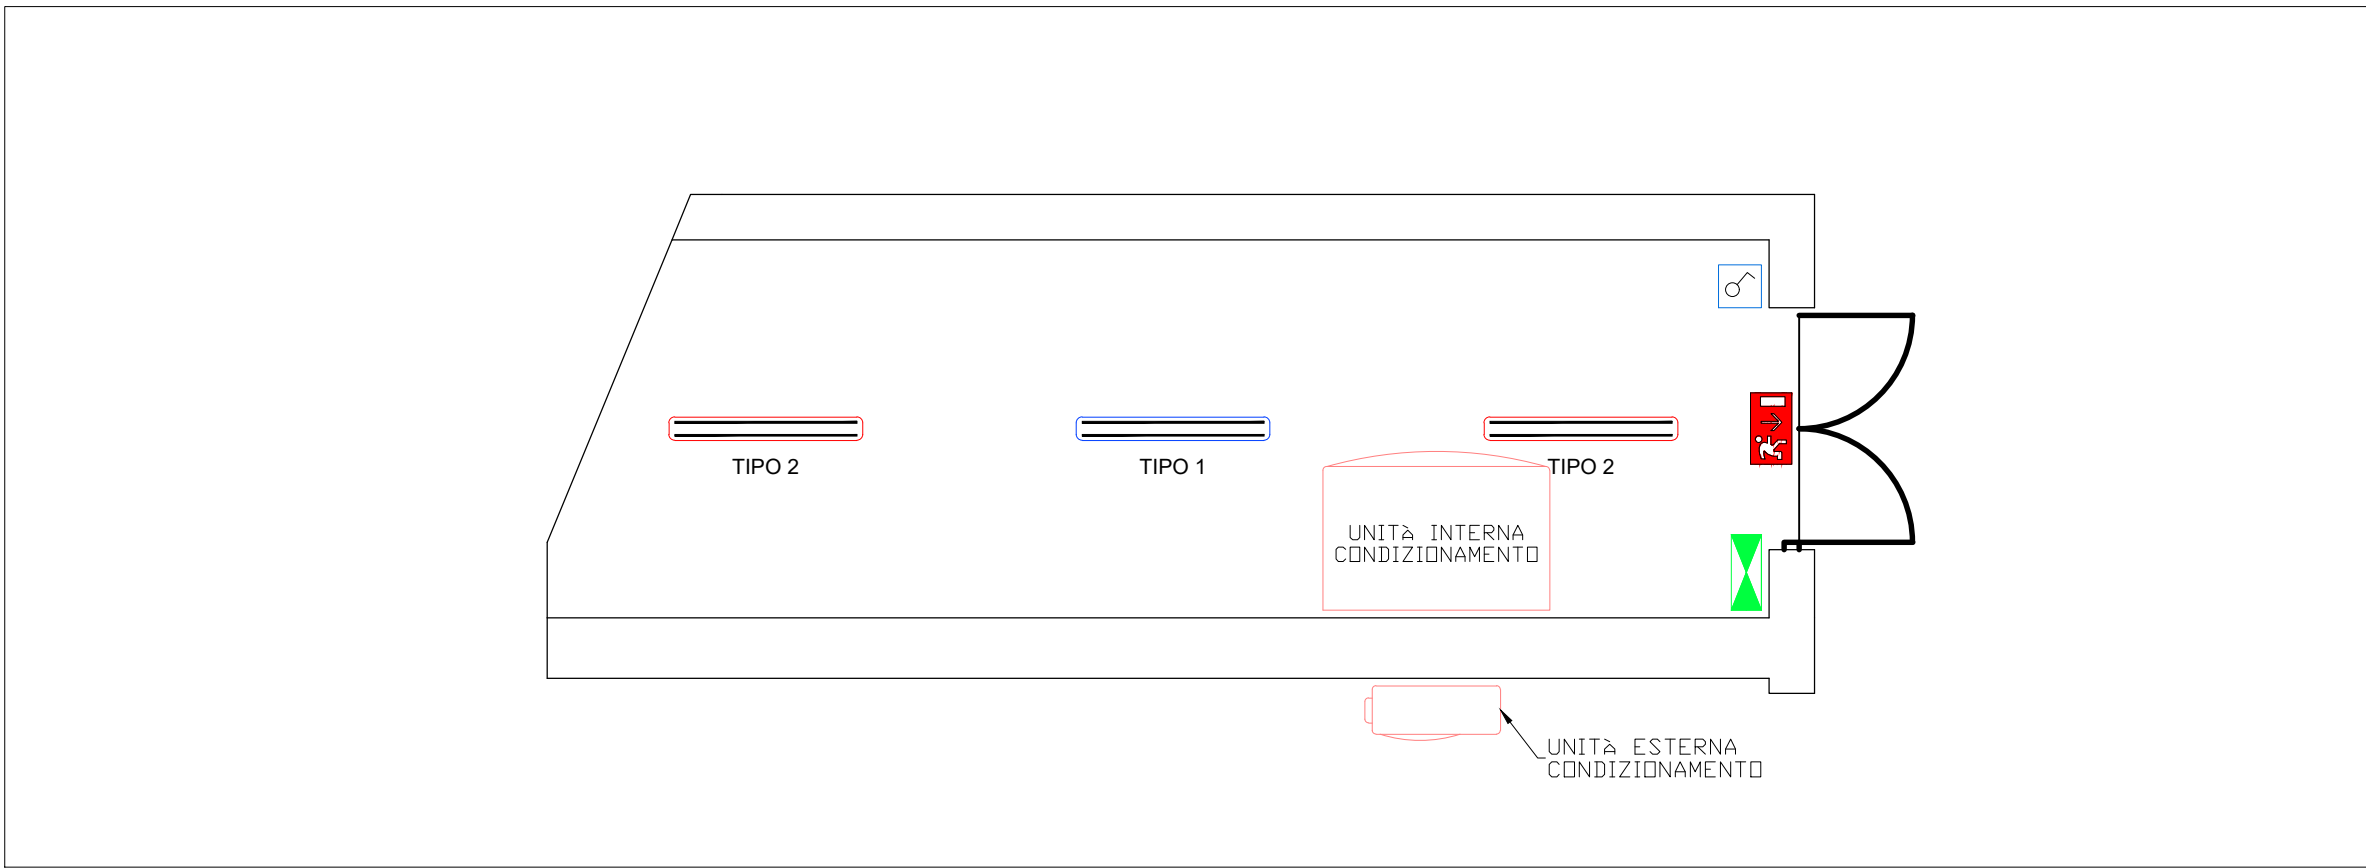 TIPO 2
TIPO 1
TIPO 2
UNITà INTERNA
CONDIZIONAMENTO
UNITà ESTERNA
CONDIZIONAMENTO